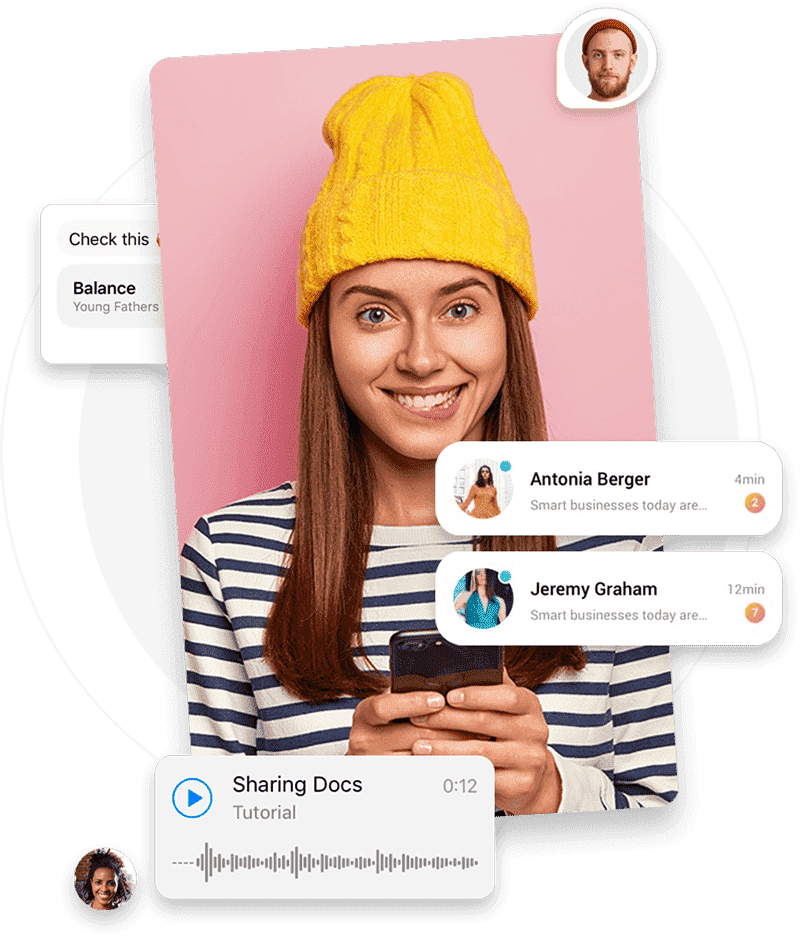 Check this
Balance
Young Fathers
Antonia Berger
4min
Smart businesses today are...
2
Jeremy Graham
12min
Smart businesses today are...
7
Sharing Docs
0:12
Tutorial